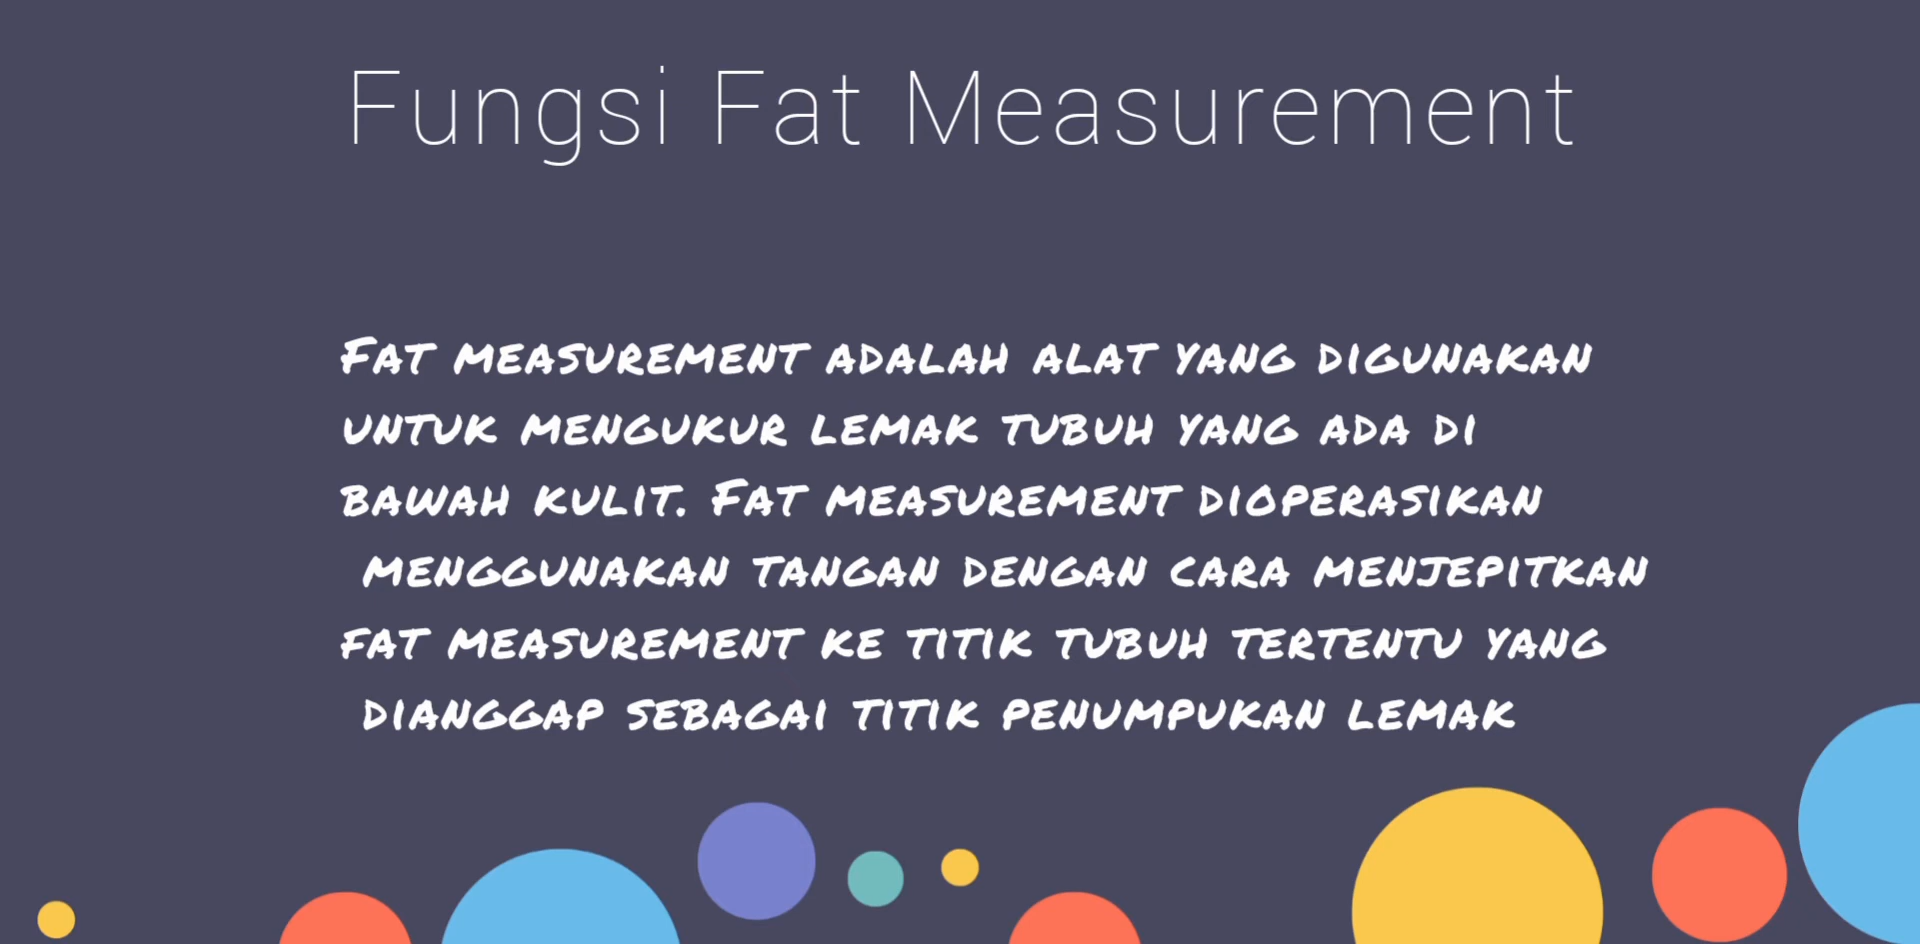 Fungsi Fat Measurement
Fat measurement adalah alat yang digunakan
untuk mengukur lemak tubuh yang ada di
bawah kulit. Fat measurement dioperasikan
menggunakan tangan dengan cara menjepitkan
fat measurement ke titik tubuh tertentu yang
dianggap sebagai titik penumpukan lemak